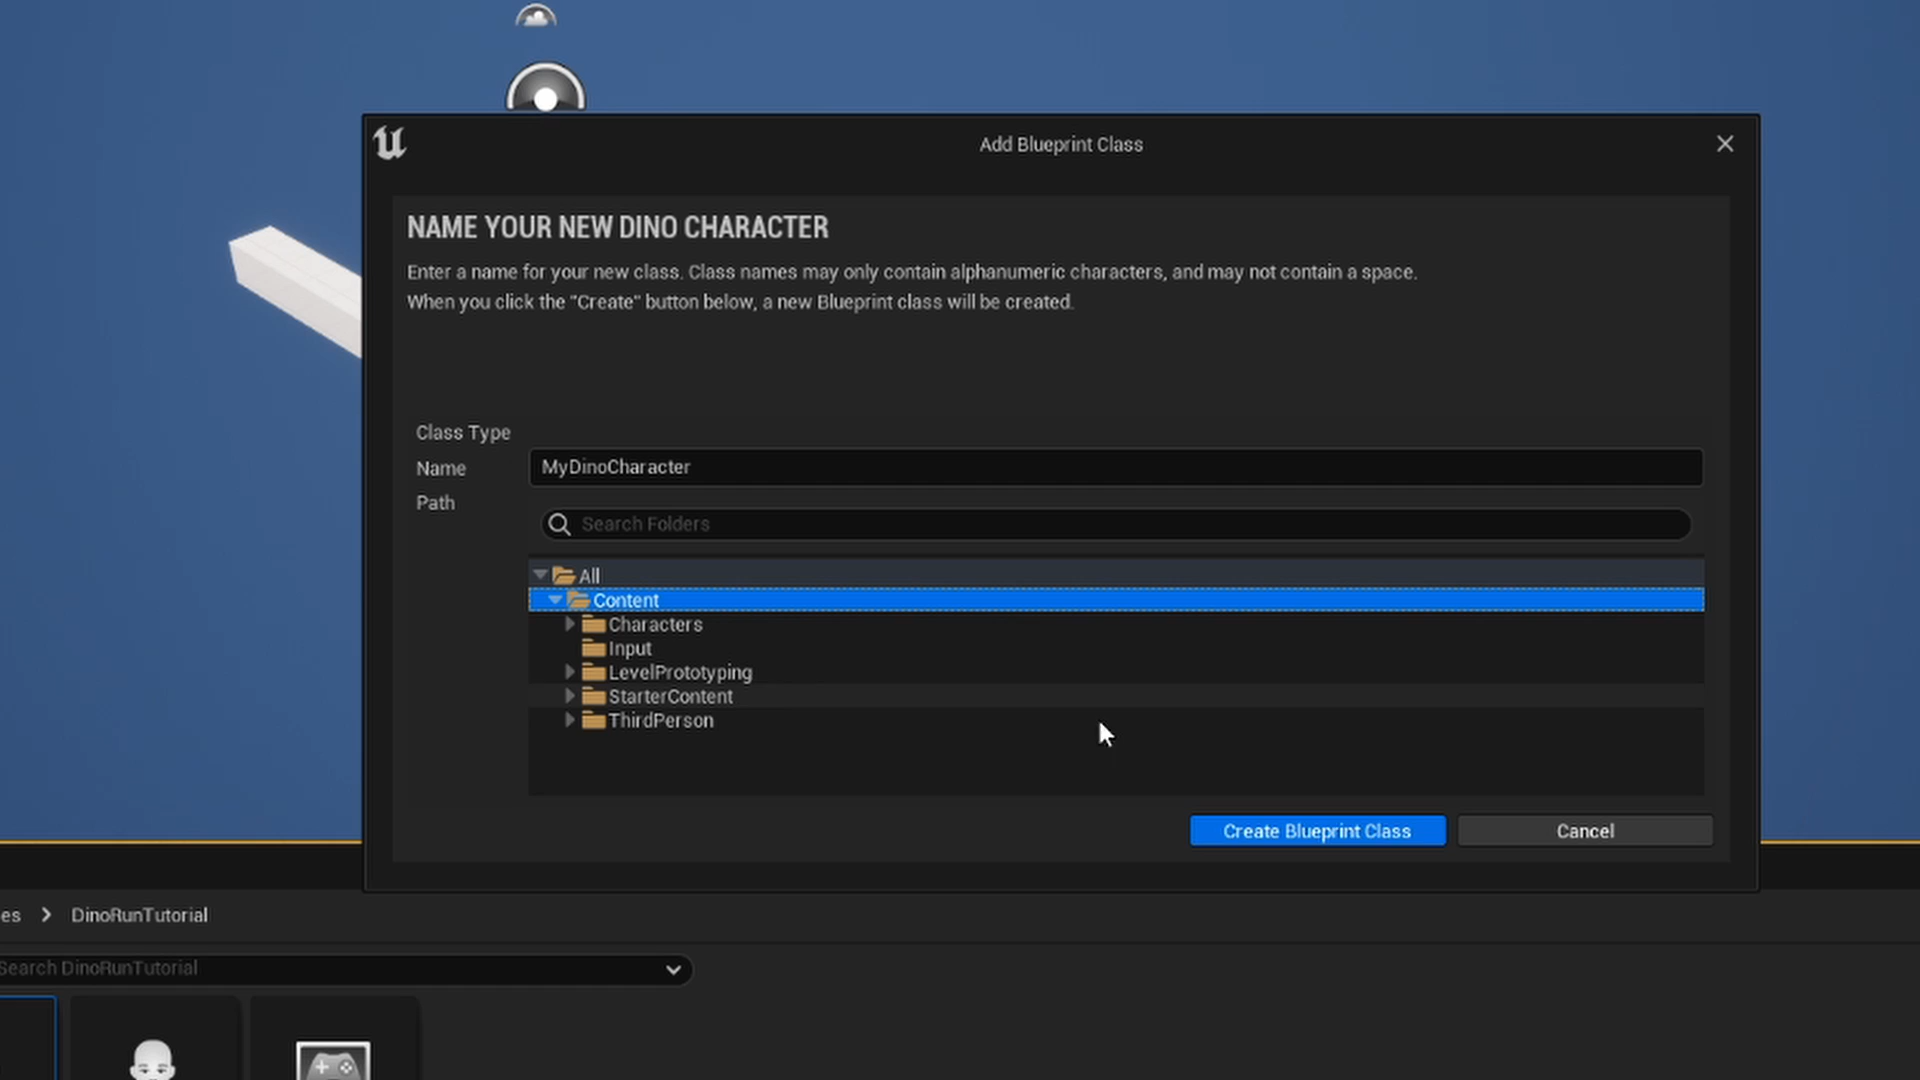 Add Blueprint Class
NAME YOUR NEW DINO CHARACTER
Enter a name for your new class. Class names may only contain alphanumeric characters, and may not contain a space.
When you click the "Create" button below, a new Blueprint class will be created.
Class Type
Name
MyDinoCharacter
Path
Search Folders
All
Content
Characters
Input
LevelPrototyping
StarterContent
ThirdPerson
Create Blueprint Class
Cancel
es > DinoRunTutorial
Search DinoRunTutorial